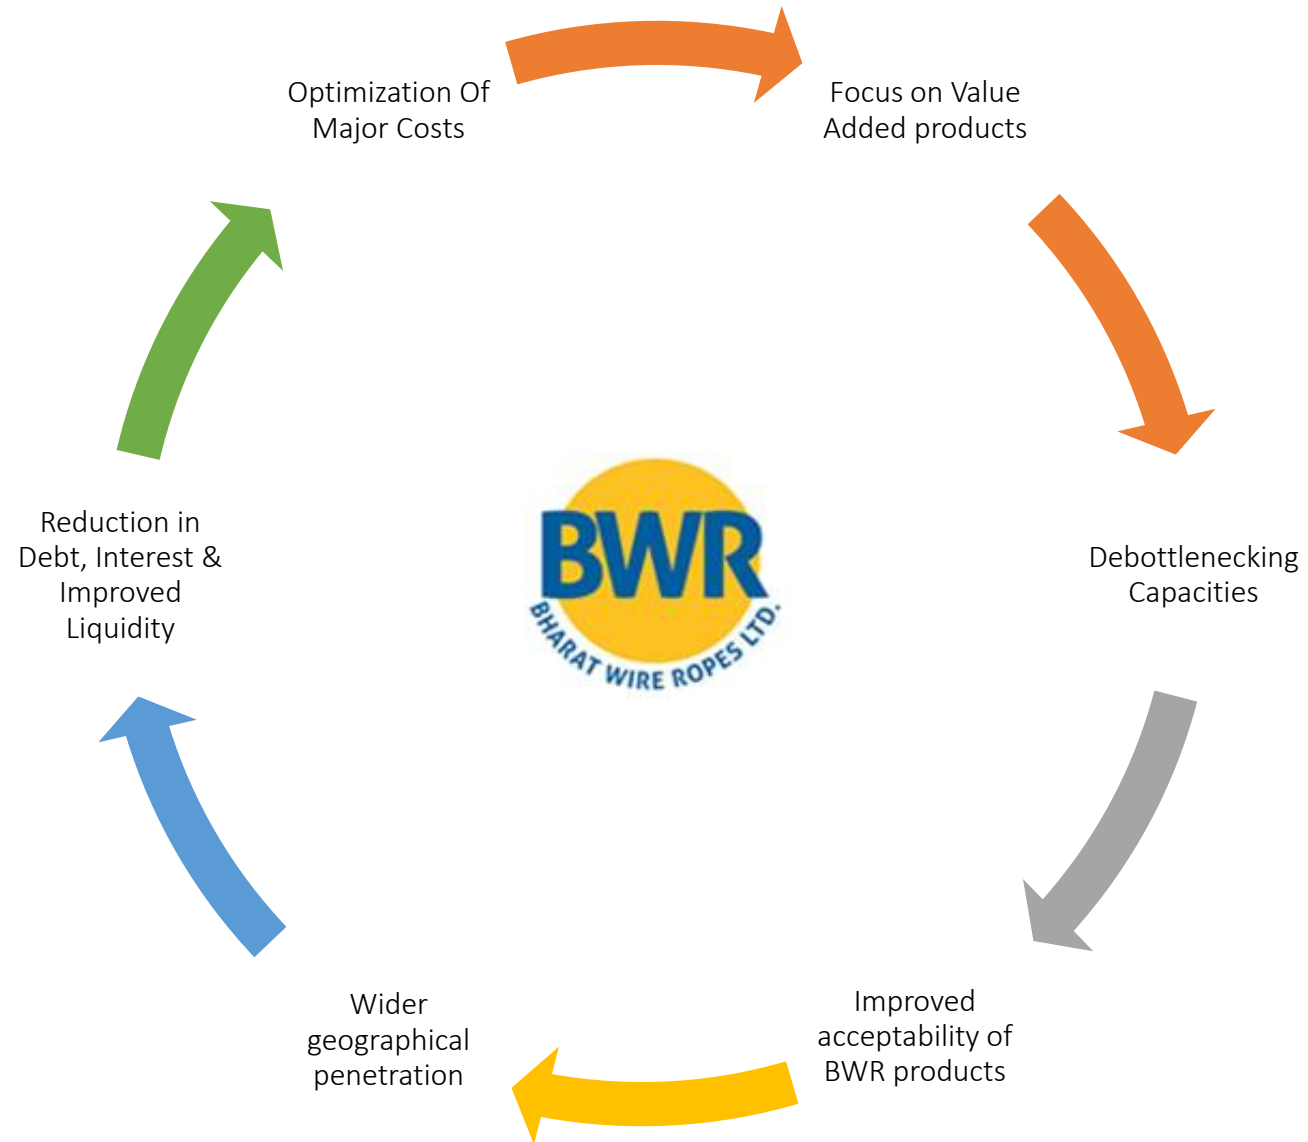 Optimization Of
Major Costs
Focus on Value
Added products
Debottlenecking
Capacities
Improved
acceptability of
BWR products
Wider
geographical
penetration
Reduction in
Debt, Interest &
Improved
Liquidity
BWR
BHARAT WIRE ROPES LTD.